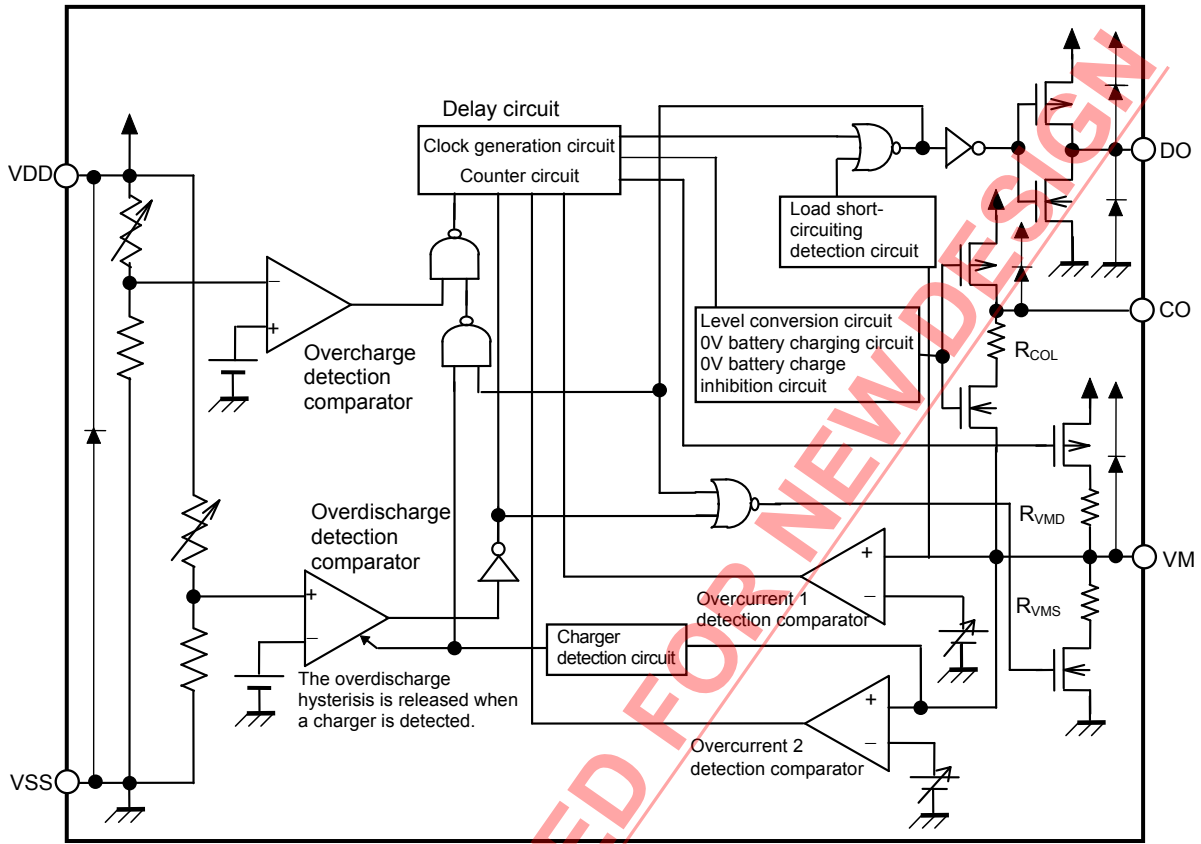 Delay circuit
Clock generation circuit
Counter circuit
VDD
DO
Load short-
circuiting
detection circuit
CO
Level conversion circuit
0V battery charging circuit
0V battery charge
inhibition circuit
RCOL
Overcharge
detection
comparator
Overdischarge
detection
comparator
RVMD
VM
Overcurrent 1
detection comparator
RVMS
Charger
detection circuit
The overdischarge
hysterisis is released when
a charger is detected.
Overcurrent 2
detection comparator
VSS
ED FOR NEW DESIGN